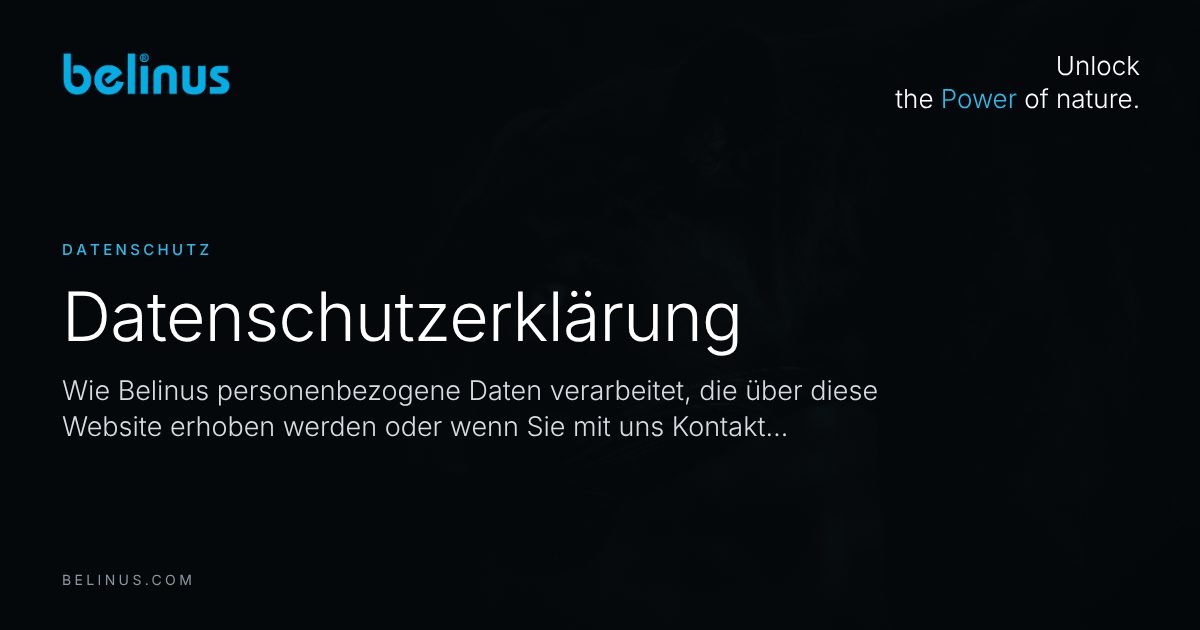 belinus®
Unlock
the Power of nature.
DATENSCHUTZ
Datenschutzerklärung
Wie Belinus personenbezogene Daten verarbeitet, die über diese
Website erhoben werden oder wenn Sie mit uns Kontakt...
BELINUS.COM